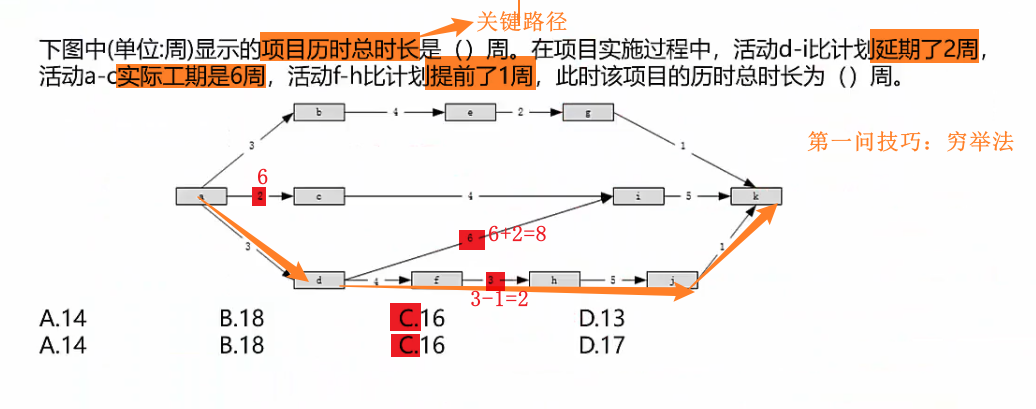 关键路径
下图中(单位:周)显示的项目历时总时长是（）周。在项目实施过程中，活动d-i比计划延期了2周，
活动a-c实际工期是6周，活动f-h比计划提前了1周，此时该项目的历时总时长为（）周。
b 4 e 2 g
第一问技巧：穷举法
3 1
6
a 2 c 4 i 5 k
6 6+2=8
3 1
d 4 f 3 h 5 j
3-1=2
A.14 B.18 C.16 D.13
A.14 B.18 C.16 D.17